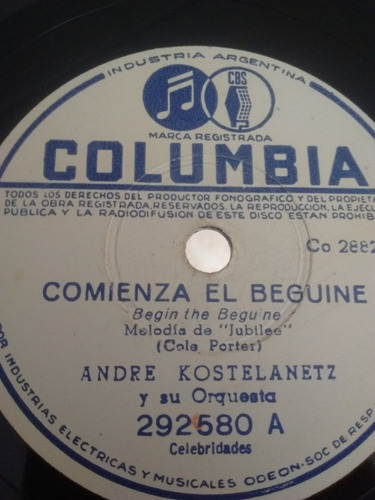 INDUSTRIA ARGENTINA
CBS
MARCA REGISTRADA
COLUMBIA
TODOS LOS DERECHOS DEL PRODUCTOR FONOGRAFICO Y DEL PROPIETA
DE LA OBRA REGISTRADA, RESERVADOS. LA REPRODUCCION, LA EJECU
PUBLICA Y LA RADIODIFUSION DE ESTE DISCO ESTAN PROHIB
Co 2882
COMIENZA EL BEGUINE
Begin the Beguine
Melodía de "Jubilee"
(Cole Porter)
ANDRE KOSTELANETZ
y su Orquesta
292580 A
Celebridades
POR INDUSTRIAS ELECTRICAS Y MUSICALES ODEON-SOC DE RESP